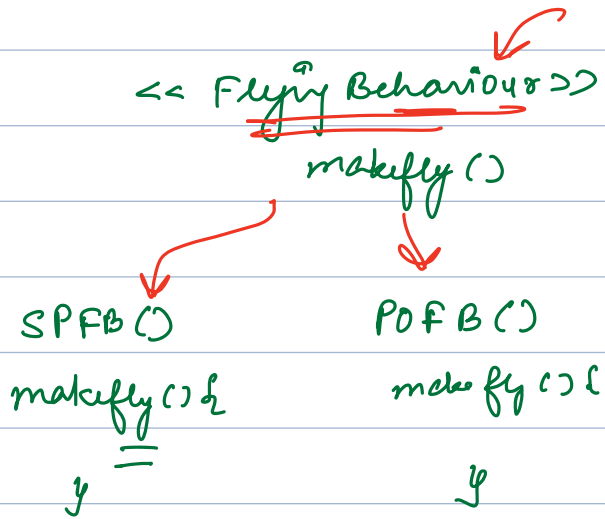 << Flying Behaviour >>
makefly ()
SPFB () POFB ()
makefly () { makefly () {
} }